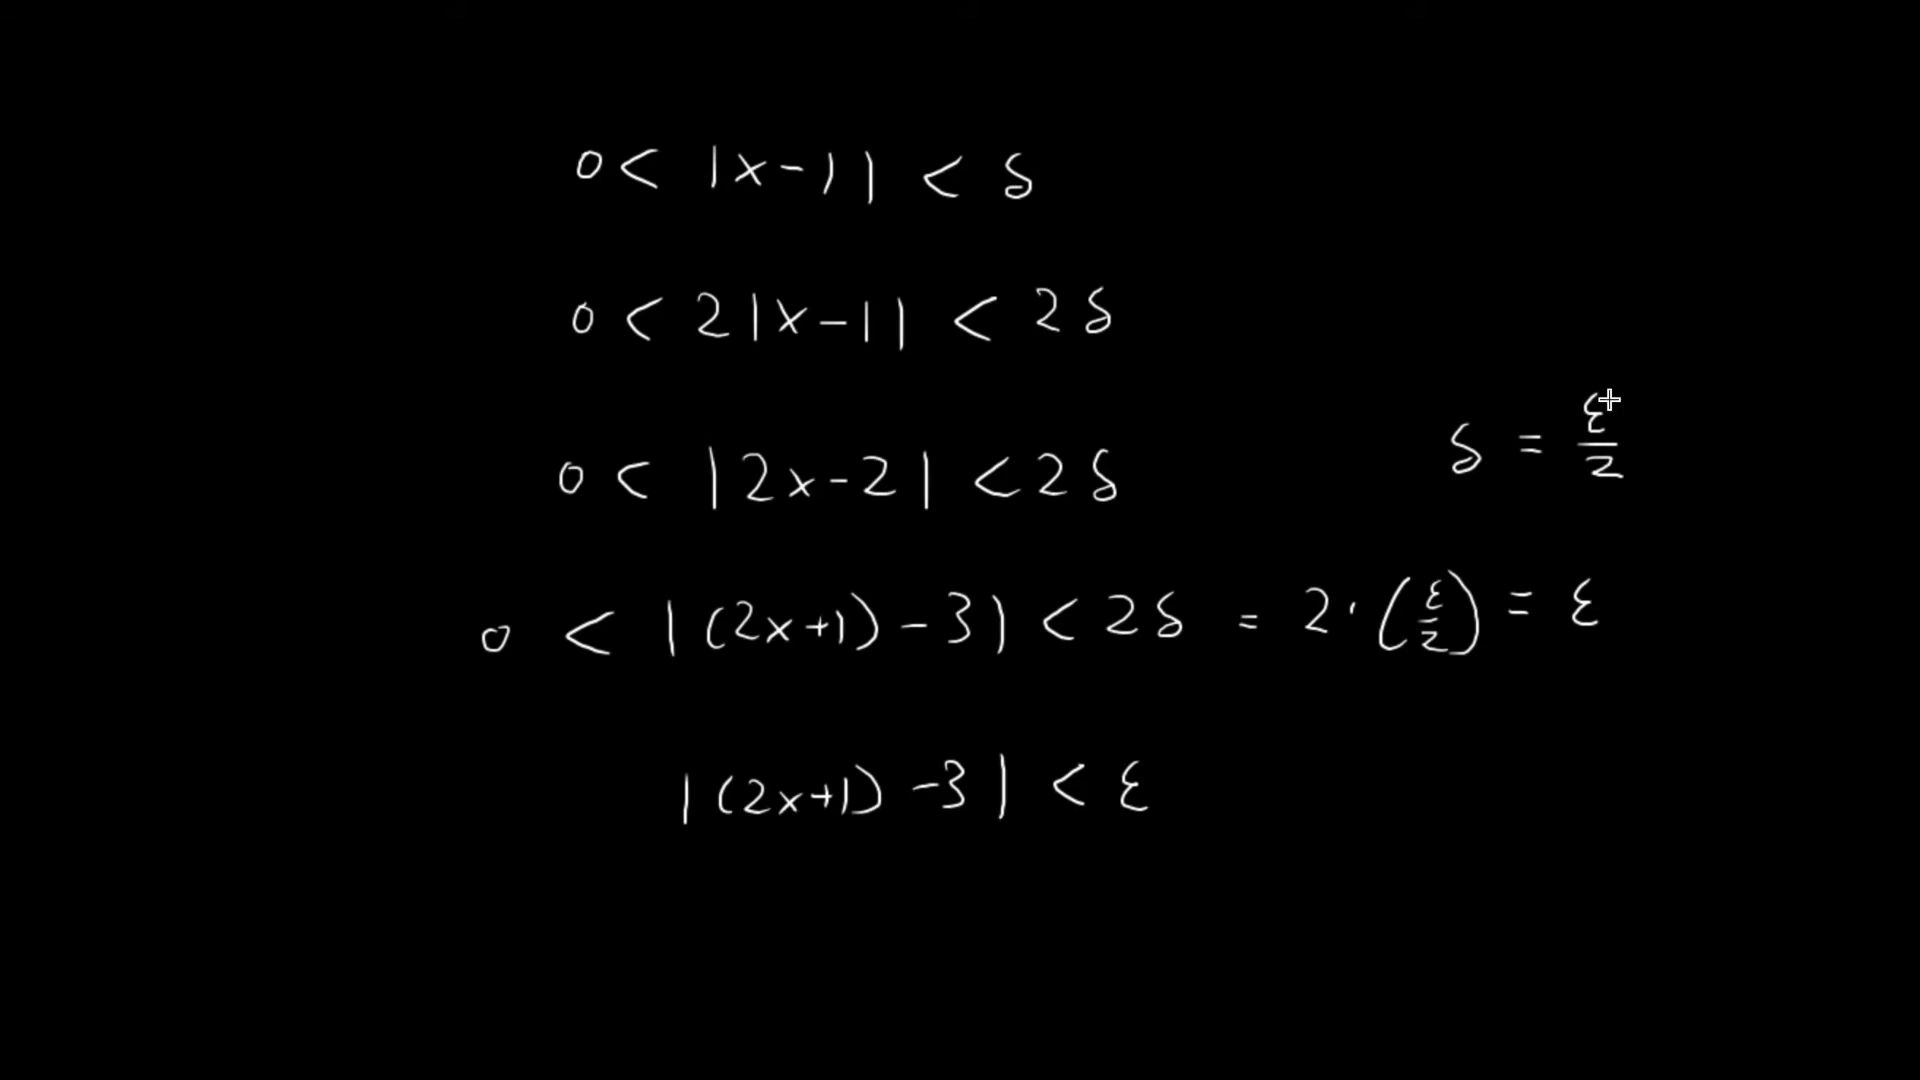 0 < |x-1| < δ
0 < 2|x-1| < 2δ
0 < |2x-2| < 2δ
δ = ε/2
0 < |(2x+1)-3| < 2δ = 2·(ε/2) = ε
|(2x+1)-3| < ε